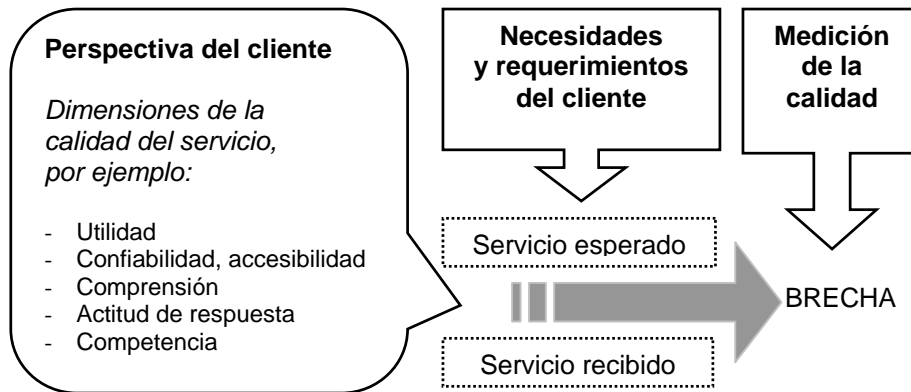 Perspectiva del cliente
Dimensiones de la
calidad del servicio,
por ejemplo:
- Utilidad
- Confiabilidad, accesibilidad
- Comprensión
- Actitud de respuesta
- Competencia
Necesidades
y requerimientos
del cliente
Medición
de la
calidad
Servicio esperado
BRECHA
Servicio recibido